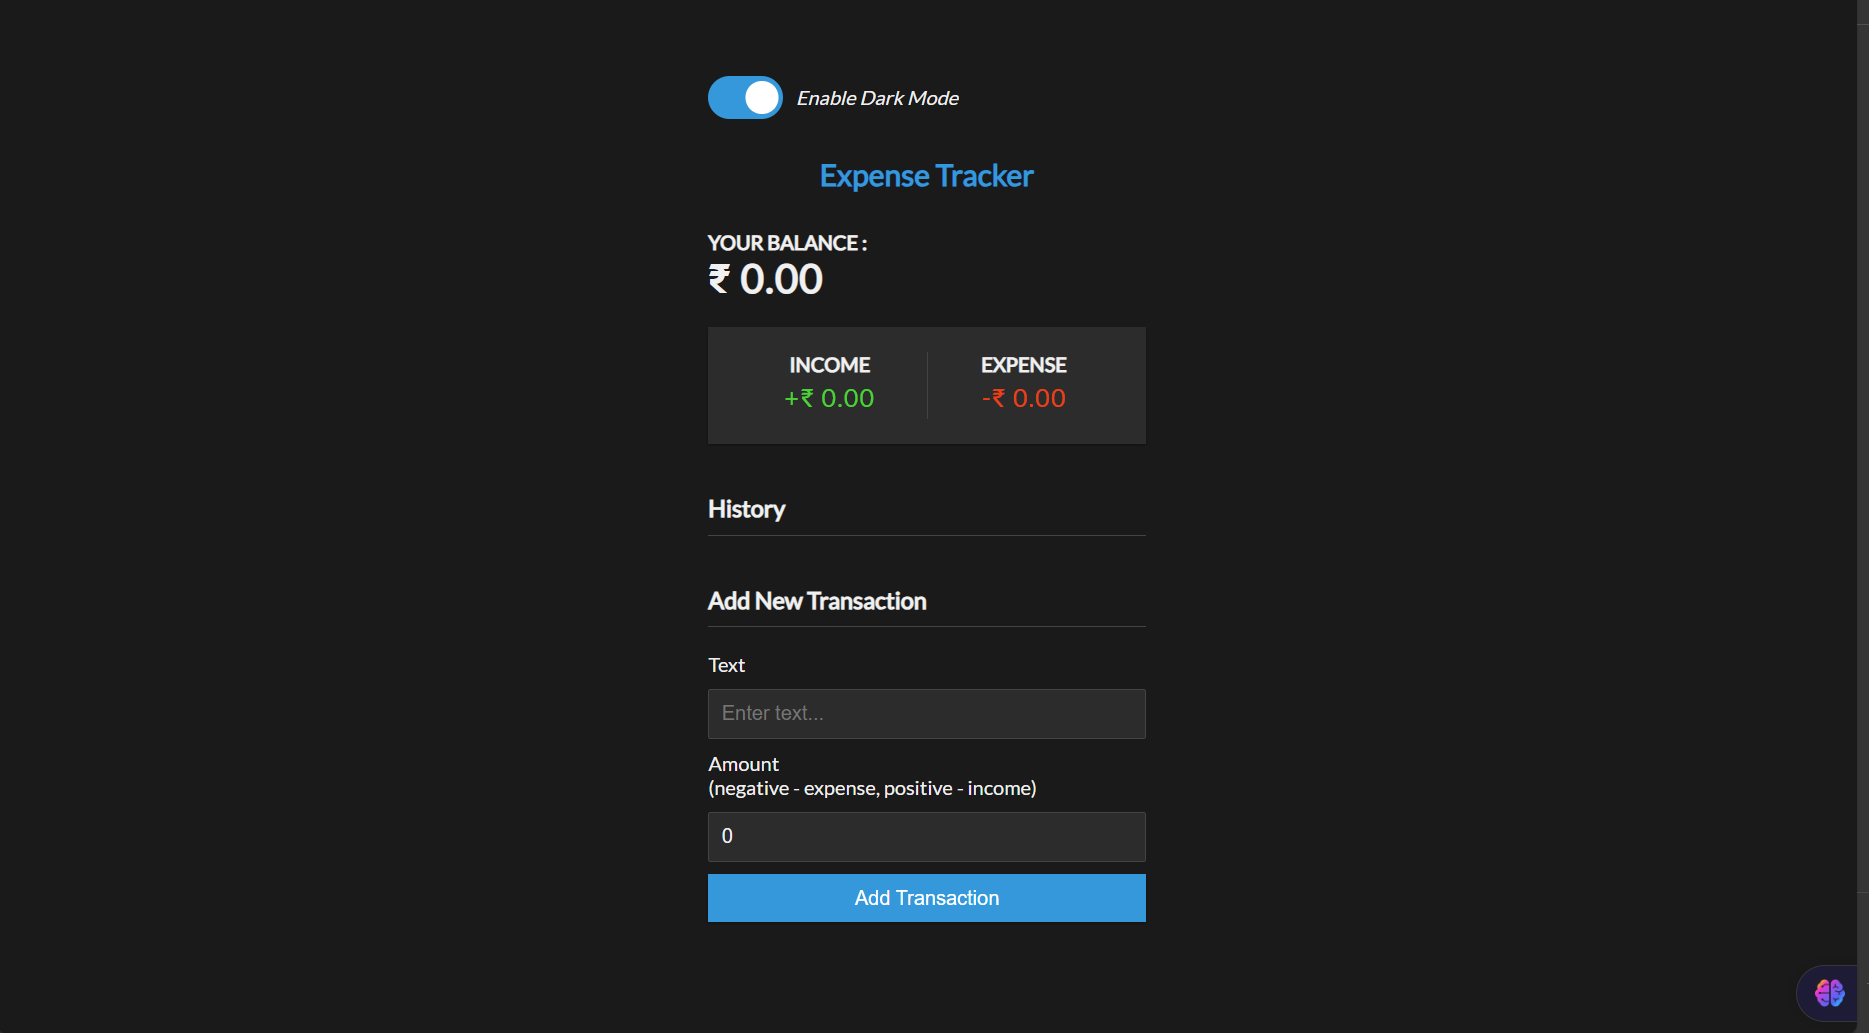 Enable Dark Mode
Expense Tracker
YOUR BALANCE :
₹ 0.00
INCOME
+₹ 0.00
EXPENSE
-₹ 0.00
History
Add New Transaction
Text
Enter text...
Amount
(negative - expense, positive - income)
0
Add Transaction